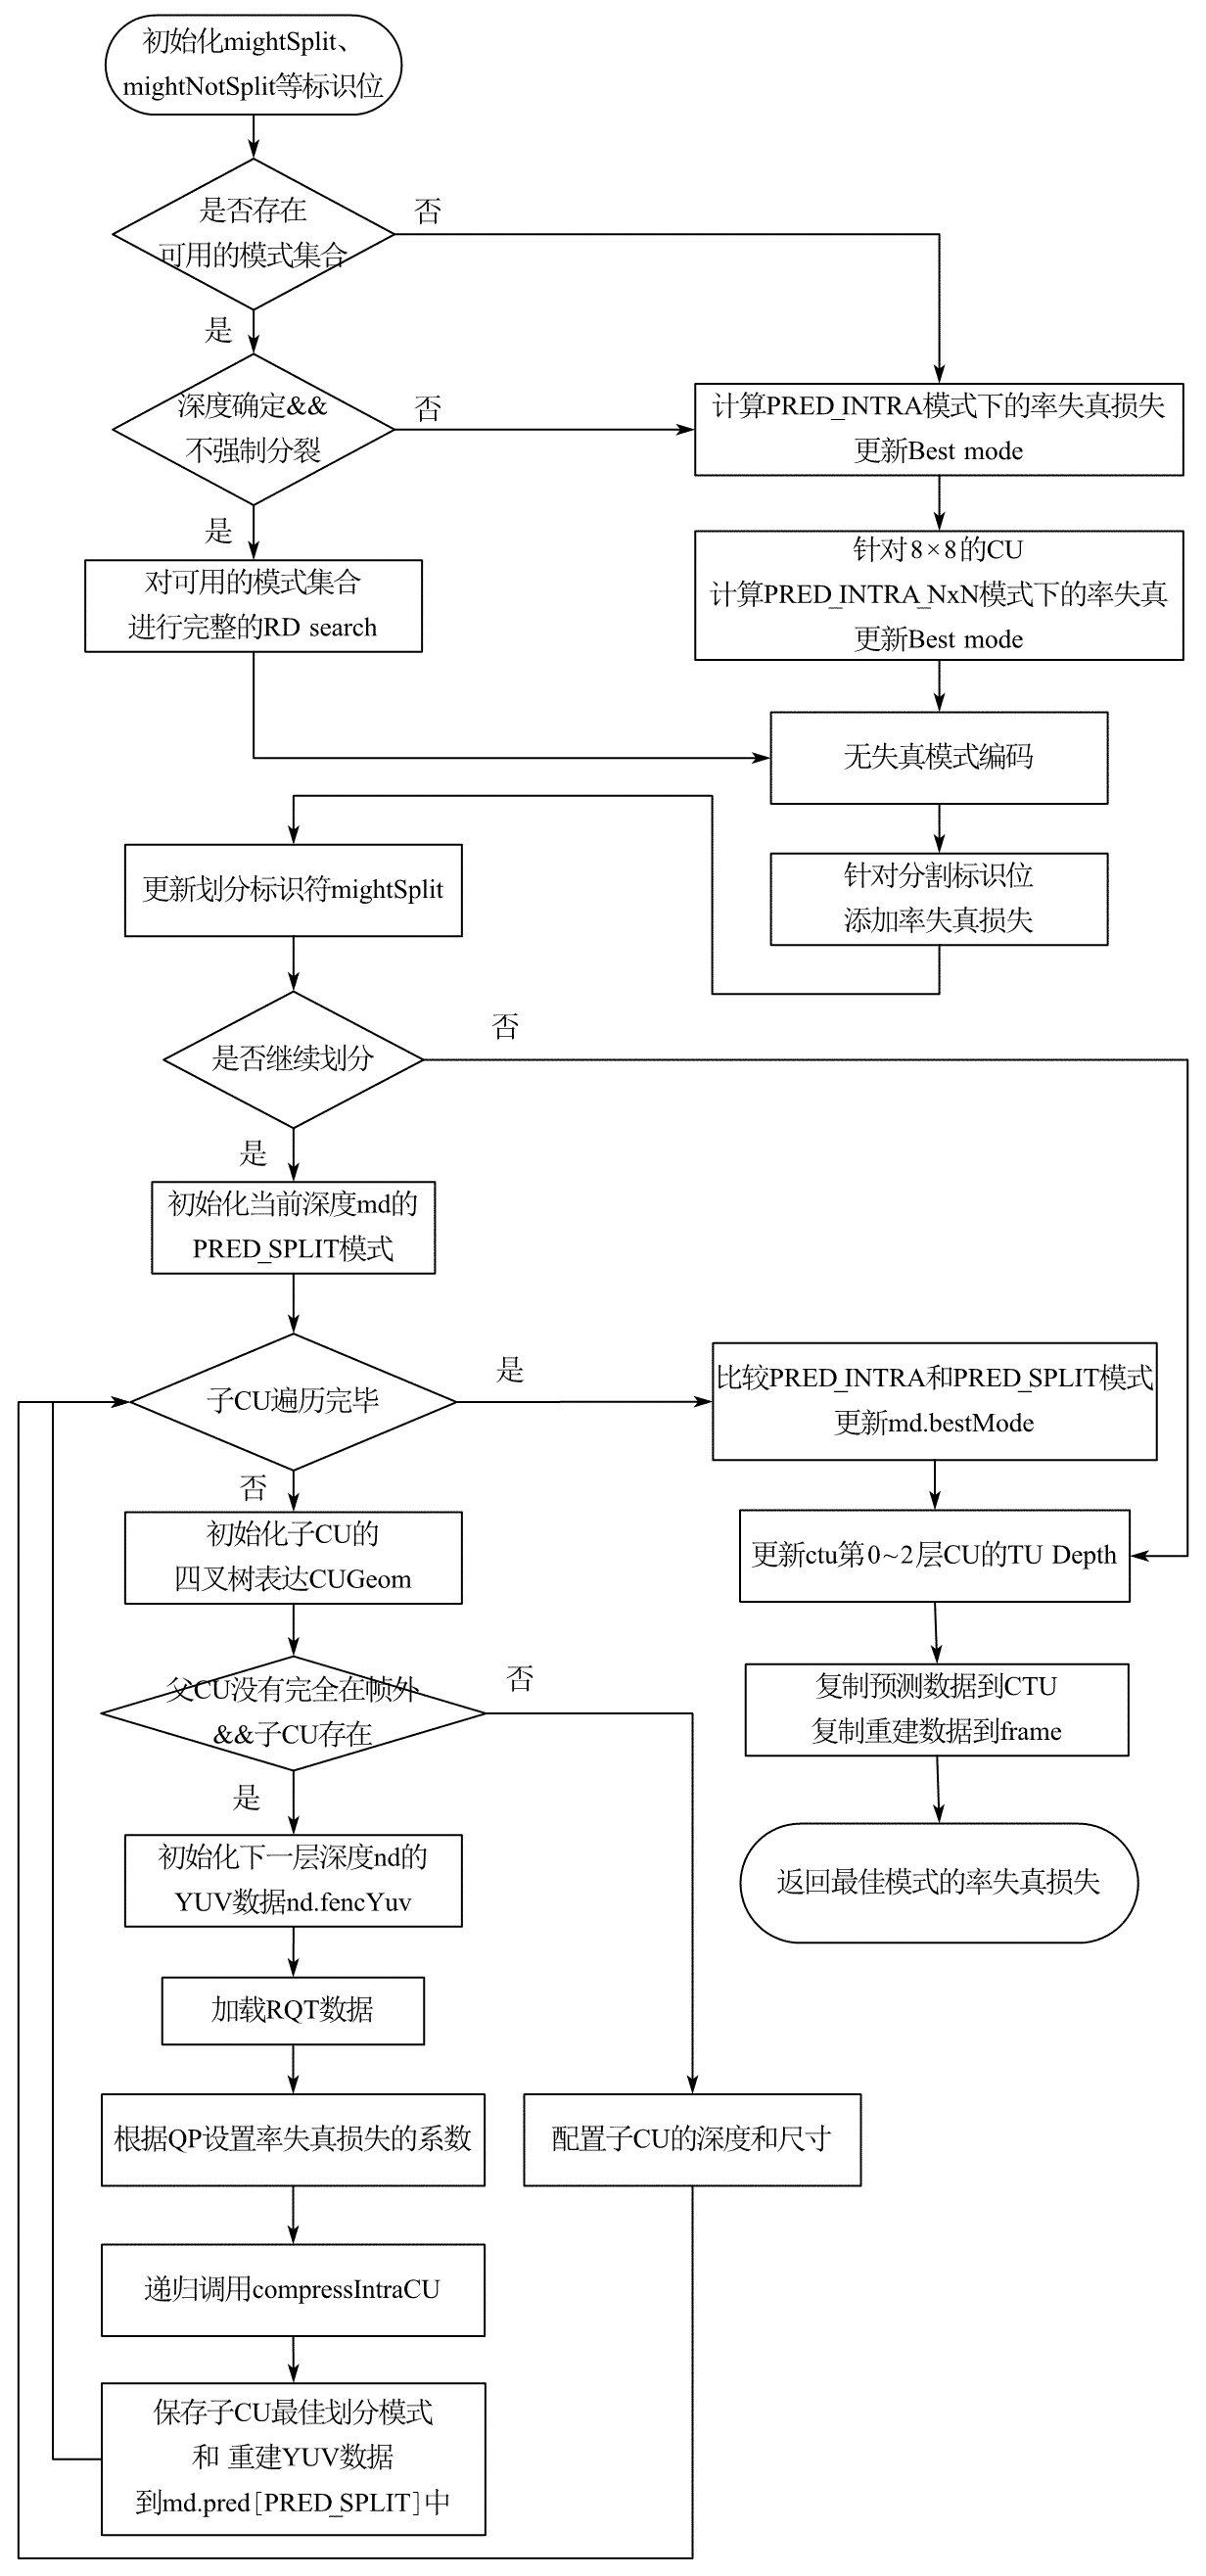 初始化mightSplit、
mightNotSplit等标识位
是否存在
可用的模式集合
否
是
深度确定&&
不强制分裂
否
是
计算PRED_INTRA模式下的率失真损失
更新Best mode
对可用的模式集合
进行完整的RD search
针对8×8的CU
计算PRED_INTRA_NxN模式下的率失真
更新Best mode
无失真模式编码
针对分割标识位
添加率失真损失
更新划分标识符mightSplit
是否继续划分
否
是
初始化当前深度md的
PRED_SPLIT模式
子CU遍历完毕
是
否
比较PRED_INTRA和PRED_SPLIT模式
更新md.bestMode
初始化子CU的
四叉树表达CUGeom
更新ctu第0~2层CU的TU Depth
父CU没有完全在帧外
&&子CU存在
否
是
复制预测数据到CTU
复制重建数据到frame
初始化下一层深度nd的
YUV数据nd.fencYuv
返回最佳模式的率失真损失
加载RQT数据
根据QP设置率失真损失的系数
配置子CU的深度和尺寸
递归调用compressIntraCU
保存子CU最佳划分模式
和 重建YUV数据
到md.pred[PRED_SPLIT]中